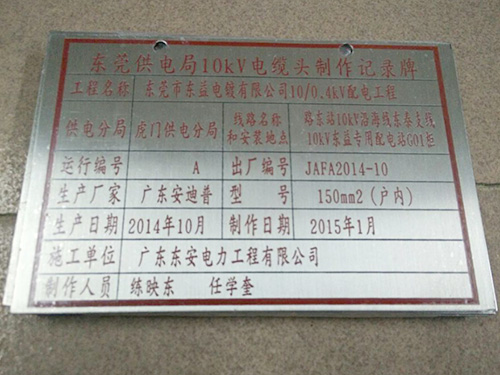 东莞供电局10kV电缆头制作记录牌
工程名称 东莞市东益电镀有限公司10/0.4kV配电工程
供电分局 虎门供电分局 线路名称和安装地点 路东站10kV沿海线东泰支线10kV东益专用配电站G01柜
运行编号 A 出厂编号 JAFA2014-10
生产厂家 广东安迪普 型号 150mm2(户内)
生产日期 2014年10月 制作日期 2015年1月
施工单位 广东东安电力工程有限公司
制作人员 练映东 任学奎